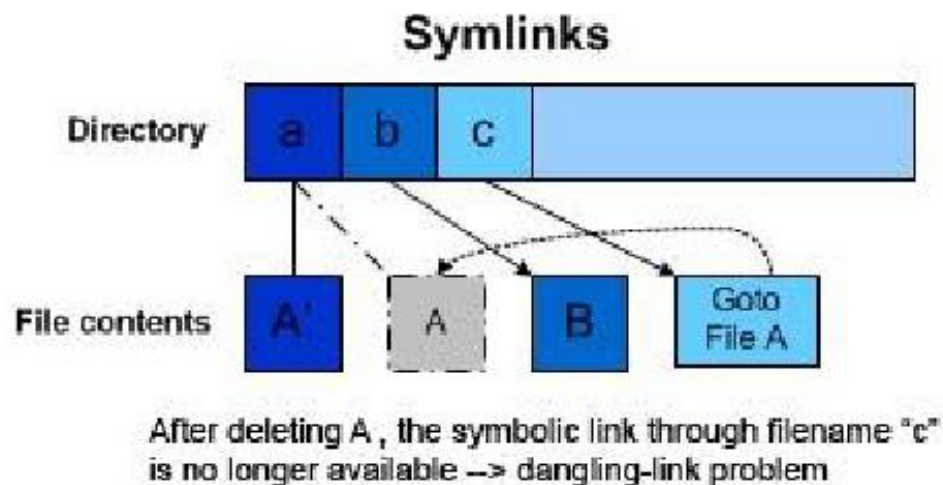 Symlinks
Directory
a
b
c
File contents
A'
A
B
Goto
File A
After deleting A , the symbolic link through filename "c"
is no longer available --> dangling-link problem